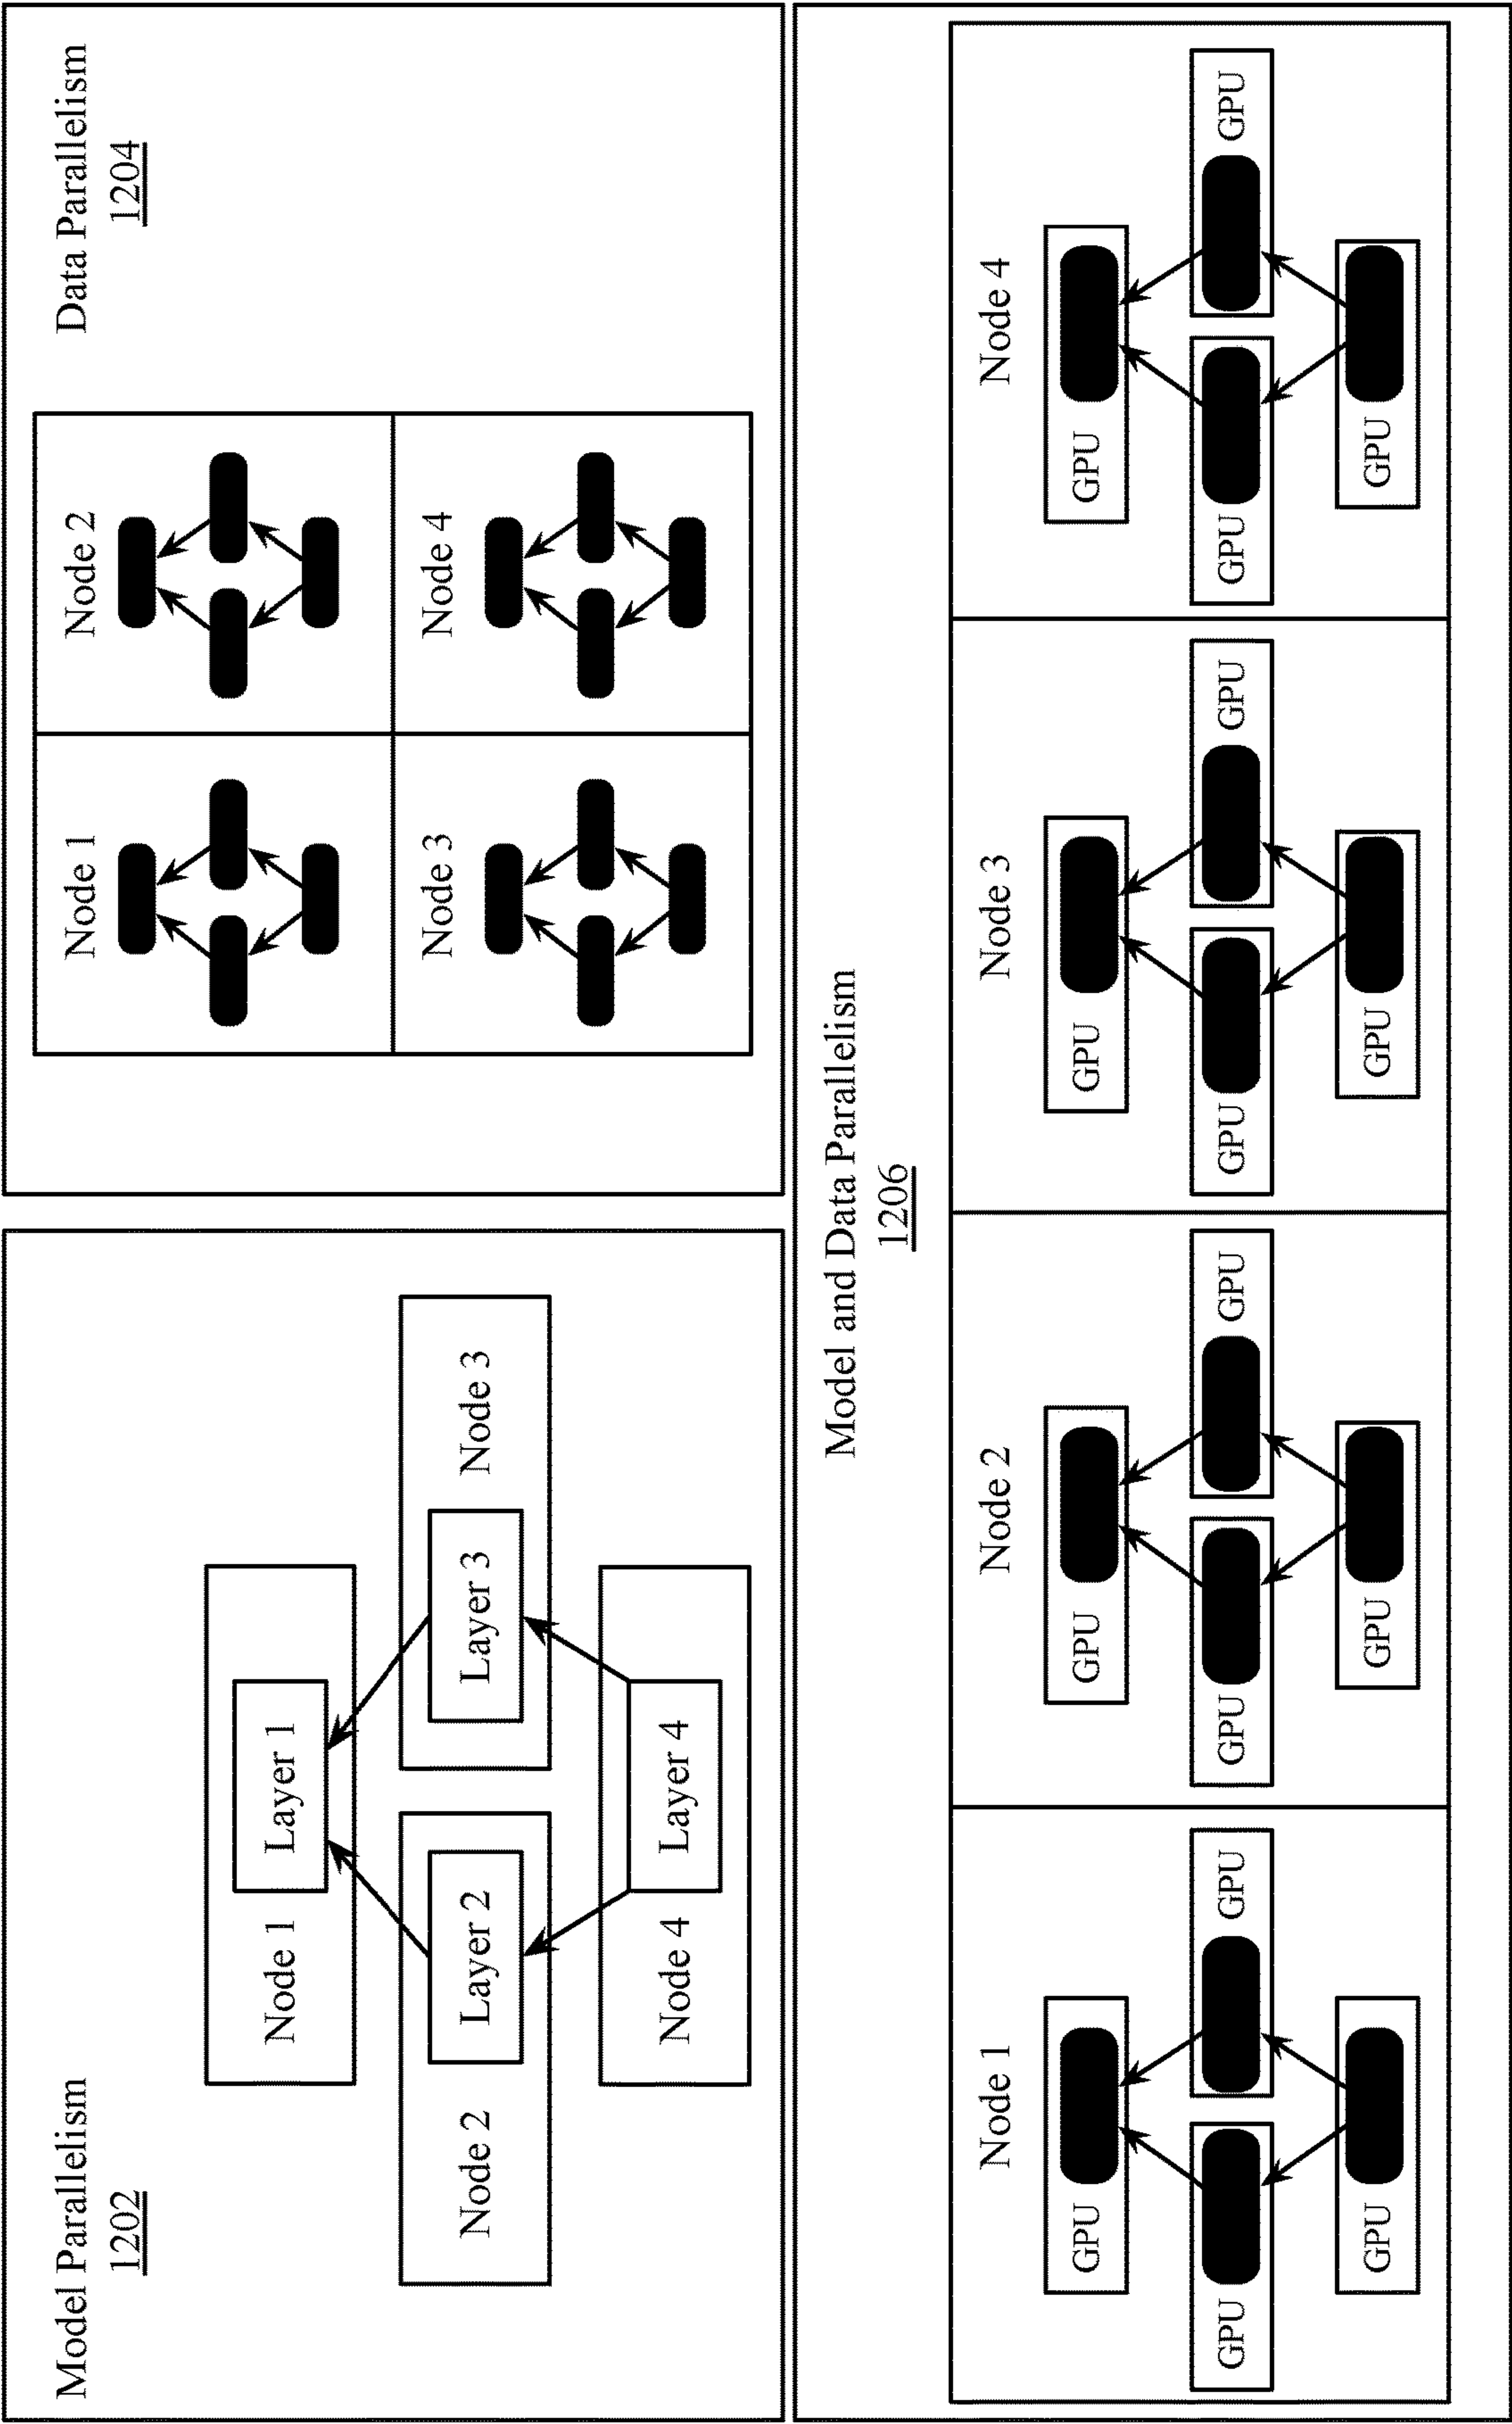 Model Parallelism
1202
Node 1
Layer 1
Node 2
Layer 2
Layer 3
Node 3
Node 4
Layer 4
Data Parallelism
1204
Node 1
Node 2
Node 3
Node 4
Model and Data Parallelism
1206
Node 1
GPU
GPU
GPU
GPU
Node 2
GPU
GPU
GPU
GPU
Node 3
GPU
GPU
GPU
GPU
Node 4
GPU
GPU
GPU
GPU